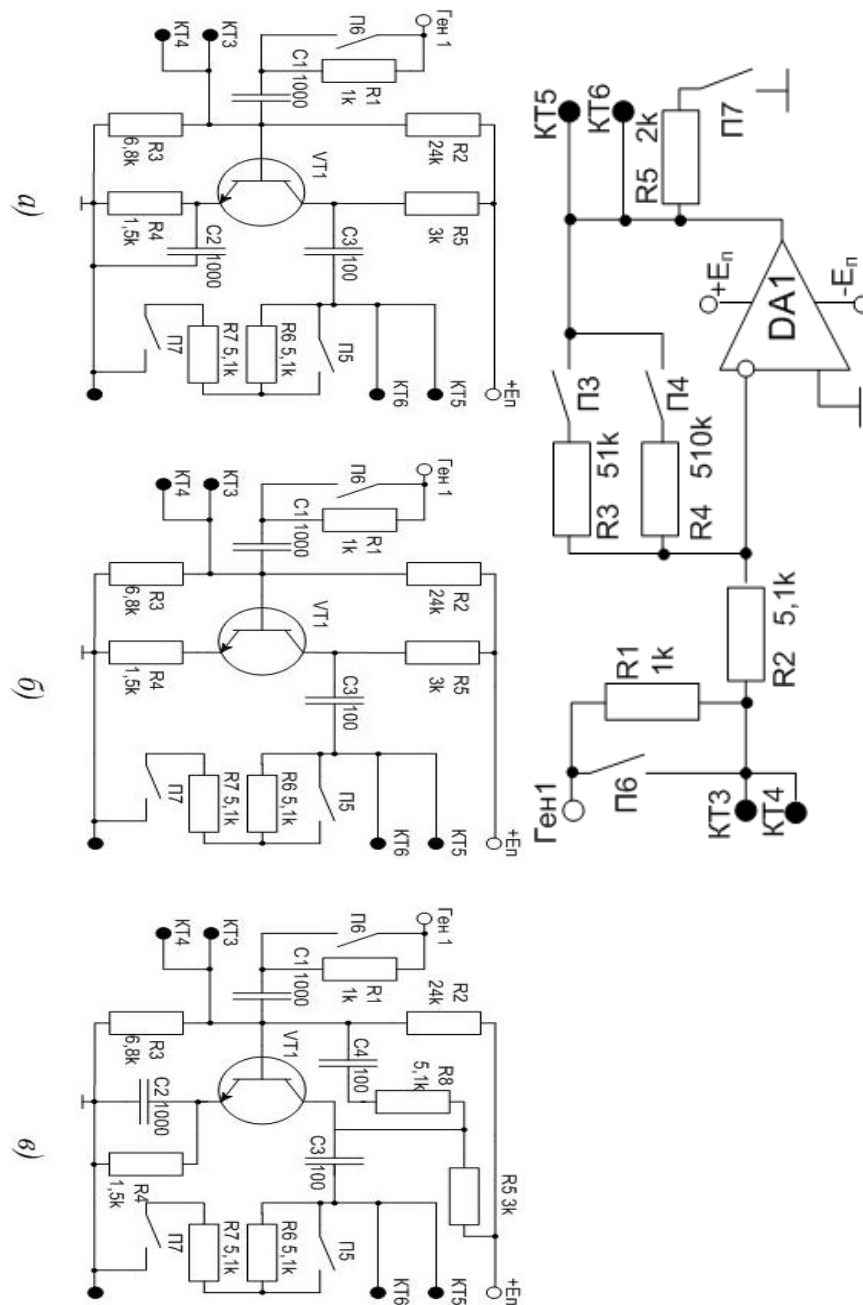 Ген 1
П6
R1
1k
C1 1000
КТ3
КТ4
R2
24k
R3
6,8k
VT1
R4
1,5k
C2 1000
R5
3k
C3 100
П5
R6 5,1k
R7 5,1k
П7
КТ5
КТ6
+Eп
а)
Ген 1
П6
R1
1k
C1 1000
КТ3
КТ4
R2
24k
R3
6,8k
VT1
R4
1,5k
R5
3k
C3 100
П5
R6 5,1k
R7 5,1k
П7
КТ5
КТ6
+Eп
б)
Ген 1
П6
R1
1k
C1 1000
КТ3
КТ4
R2
24k
R3
6,8k
C4 100
R8
5,1k
VT1
C2 1000
R4
1,5k
C3 100
R5 3k
П5
R6 5,1k
R7 5,1k
П7
КТ5
КТ6
+Eп
в)
КТ5
КТ6
R5 2k
П7
+Eп
-Eп
DA1
П3
П4
R3 51k
R4 510k
R2 5,1k
R1
1k
П6
Ген1
КТ3
КТ4